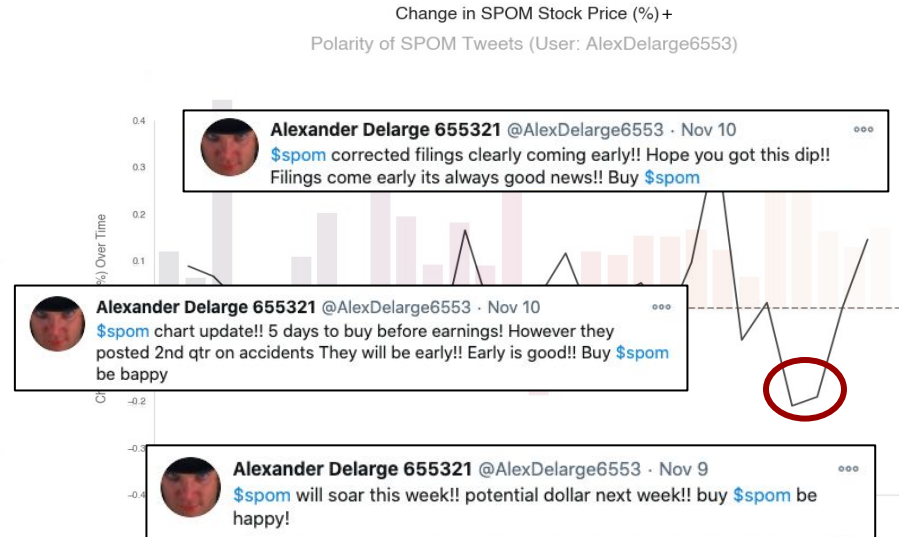 Change in SPOM Stock Price (%)+
Polarity of SPOM Tweets (User: AlexDelarge6553)
0.4
0.3
0.2
0.1
-0.2
-0.3
-0.4
%) Over Time
Alexander Delarge 655321 @AlexDelarge6553 · Nov 10
$spom corrected filings clearly coming early!! Hope you got this dip!!
Filings come early its always good news!! Buy $spom
Alexander Delarge 655321 @AlexDelarge6553 · Nov 10
$spom chart update!! 5 days to buy before earnings! However they
posted 2nd qtr on accidents They will be early!! Early is good!! Buy $spom
be bappy
Alexander Delarge 655321 @AlexDelarge6553 · Nov 9
$spom will soar this week!! potential dollar next week!! buy $spom be
happy!